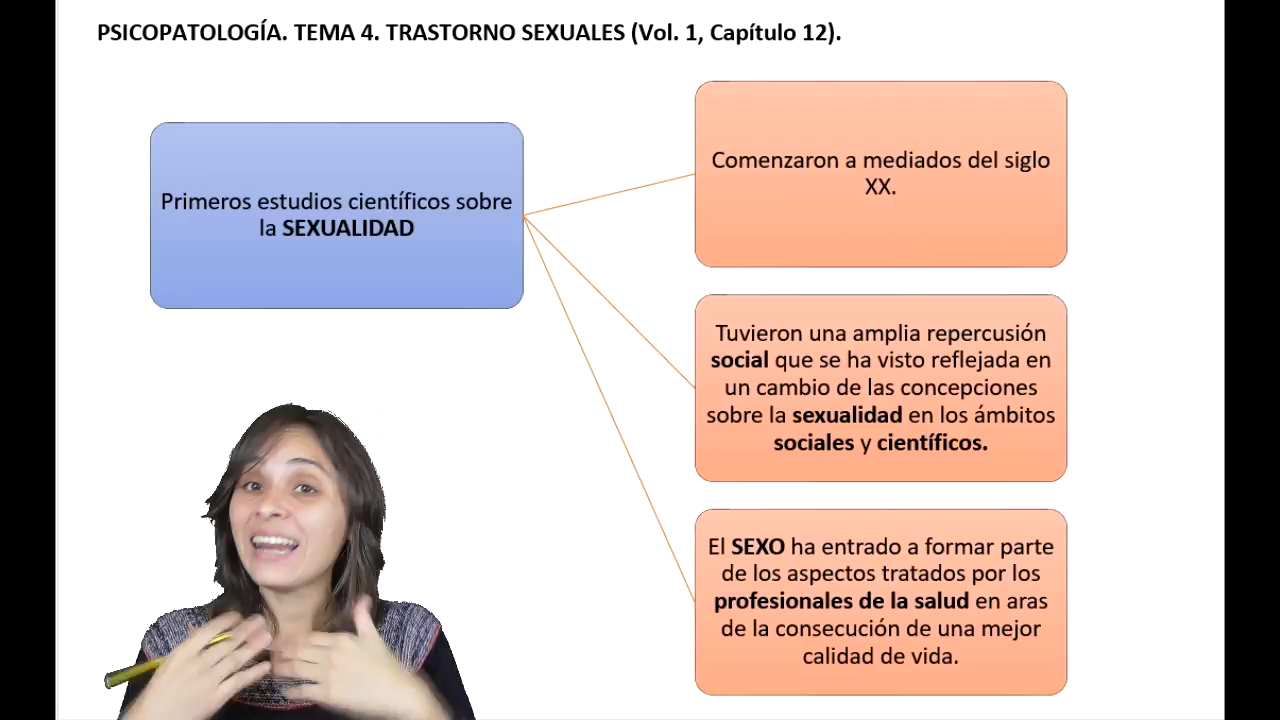 PSICOPATOLOGÍA. TEMA 4. TRASTORNO SEXUALES (Vol. 1, Capítulo 12).
Primeros estudios científicos sobre
la SEXUALIDAD
Comenzaron a mediados del siglo
XX.
Tuvieron una amplia repercusión
social que se ha visto reflejada en
un cambio de las concepciones
sobre la sexualidad en los ámbitos
sociales y científicos.
El SEXO ha entrado a formar parte
de los aspectos tratados por los
profesionales de la salud en aras
de la consecución de una mejor
calidad de vida.